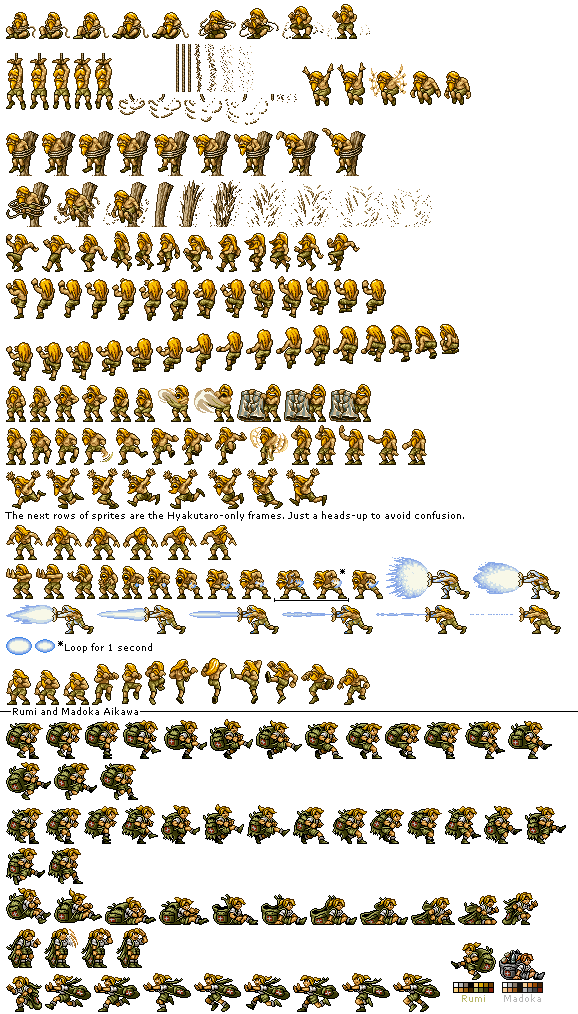 The next rows of sprites are the Hyakutaro-only frames. Just a heads-up to avoid confusion.
*
*Loop for 1 second
Rumi and Madoka Aikawa
Rumi Madoka